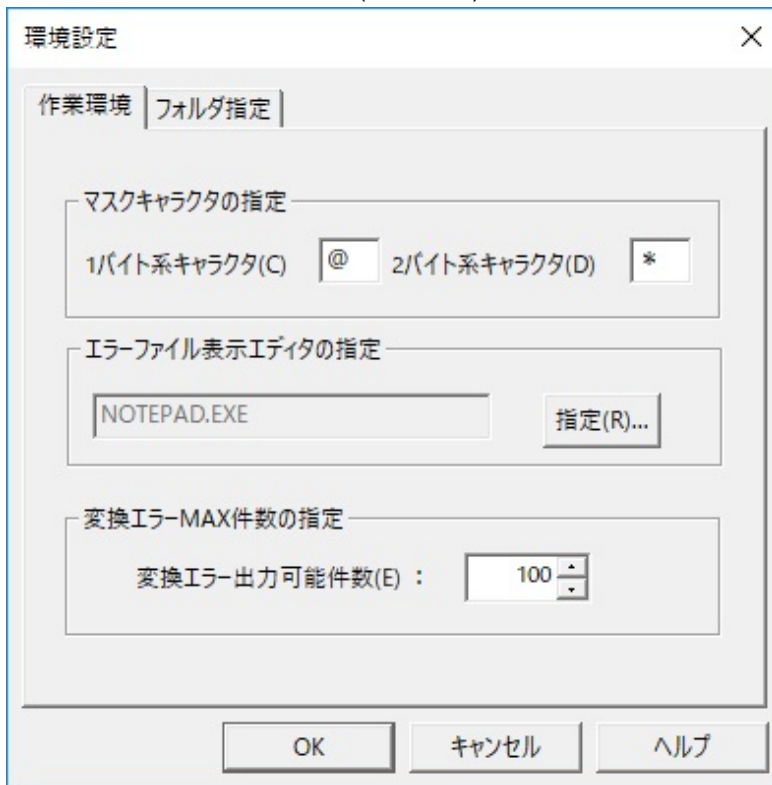 環境設定
作業環境 フォルダ指定
マスクキャラクタの指定
1バイト系キャラクタ(C) @ 2バイト系キャラクタ(D) *
エラーファイル表示エディタの指定
NOTEPAD.EXE 指定(R)...
変換エラーMAX件数の指定
変換エラー出力可能件数(E) : 100
OK キャンセル ヘルプ